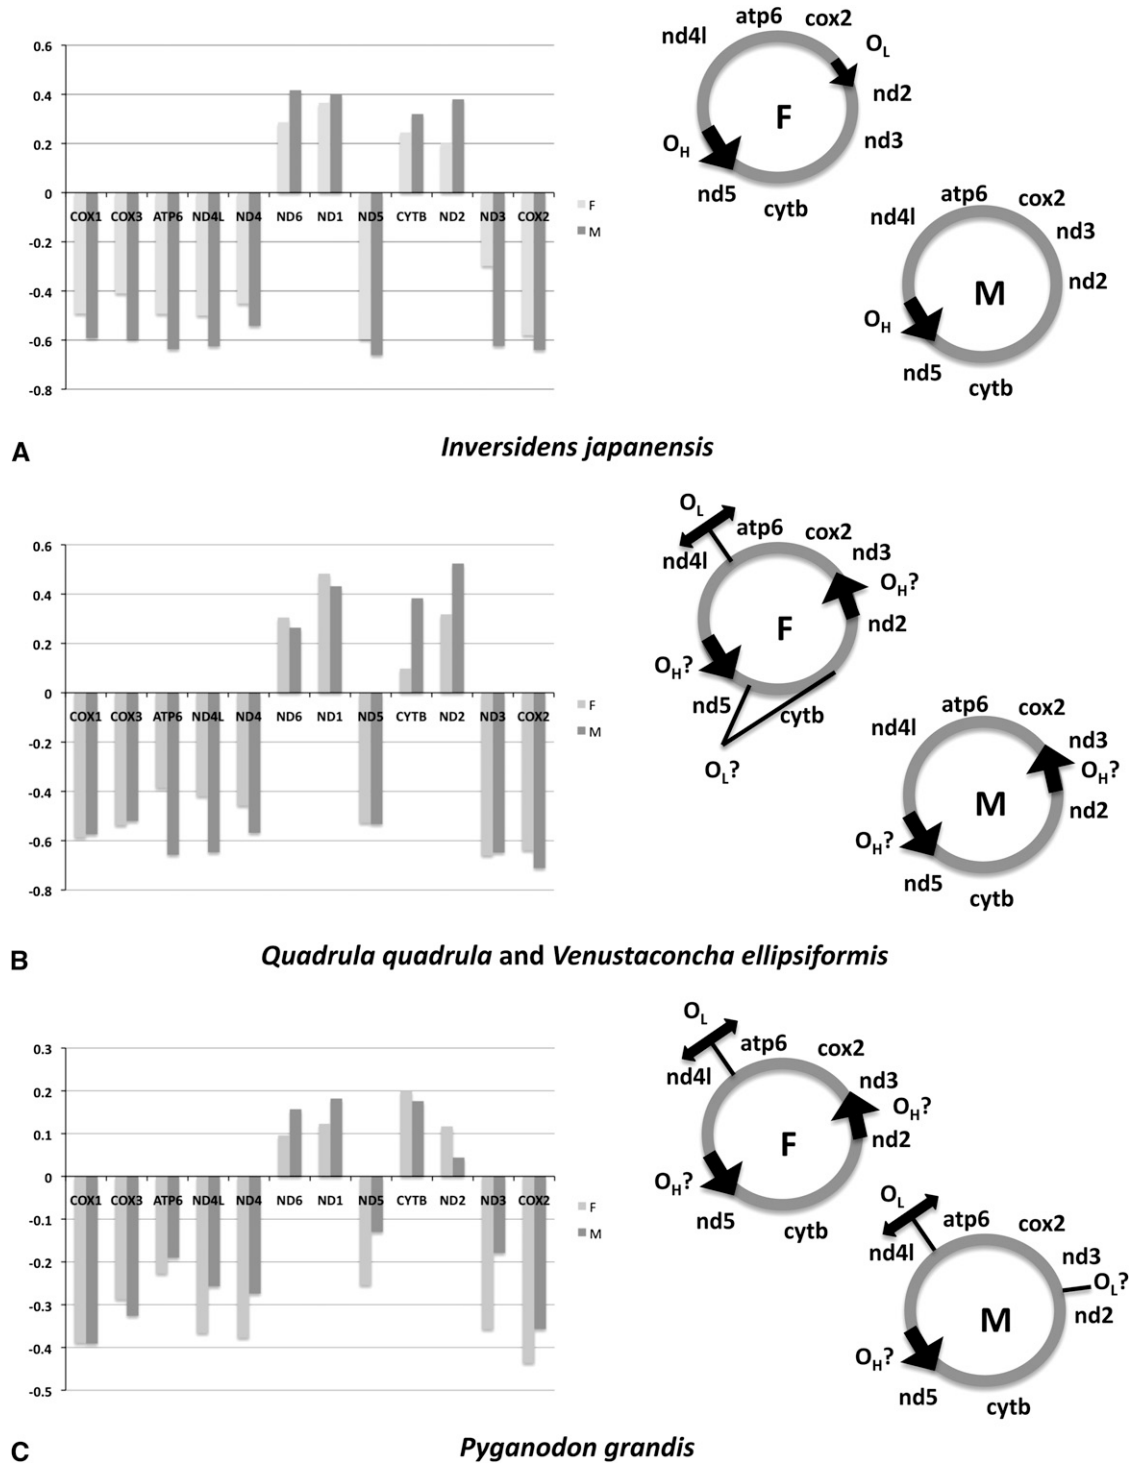 0.6
0.4
0.2
0
-0.2
-0.4
-0.6
-0.8
COX1 COX3 ATP6 ND4L ND4 ND6 ND1 ND5 CYTB ND2 ND3 COX2
F
M
atp6 cox2
nd4l
OL
nd2
F
nd3
OH
nd5
cytb
atp6
cox2
nd4l
nd3
nd2
M
OH
nd5
cytb
A
Inversidens japanensis
0.6
0.4
0.2
0
-0.2
-0.4
-0.6
-0.8
COX1 COX3 ATP6 ND4L ND4 ND6 ND1 ND5 CYTB ND2 ND3 COX2
F
M
OL
atp6 cox2
nd3
nd4l
OH?
nd2
F
OH?
nd5
cytb
OL?
atp6
cox2
nd4l
nd3
OH?
nd2
M
OH?
nd5
cytb
B
Quadrula quadrula and Venustaconcha ellipsiformis
0.3
0.2
0.1
0
-0.1
-0.2
-0.3
-0.4
-0.5
COX1 COX3 ATP6 ND4L ND4 ND6 ND1 ND5 CYTB ND2 ND3 COX2
F
M
OL
atp6
cox2
nd4l
nd3
OH?
nd2
F
OH?
nd5
cytb
OL
atp6
cox2
nd4l
nd3
OL?
nd2
M
OH?
nd5
cytb
C
Pyganodon grandis